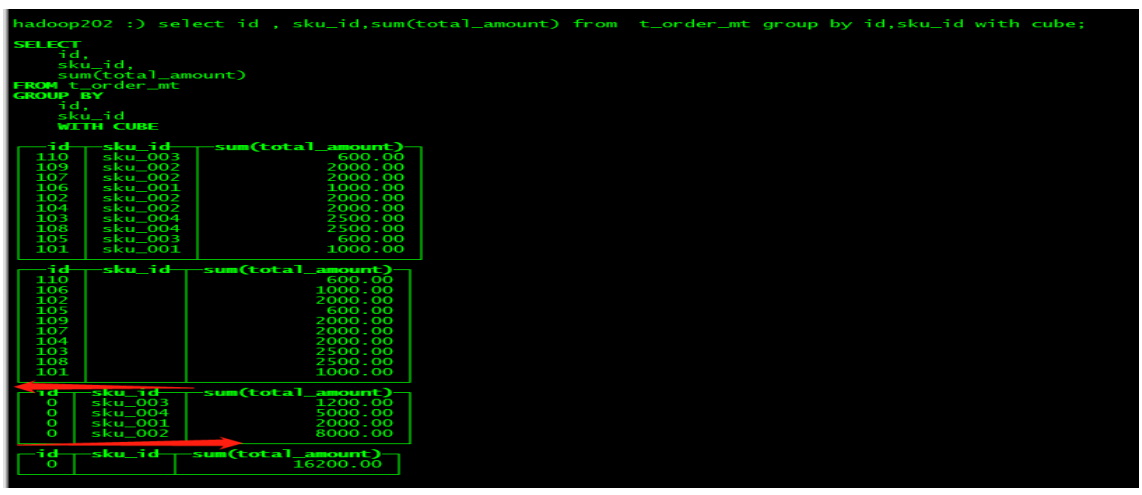 hadoop202 :) select id , sku_id,sum(total_amount) from  t_order_mt group by id,sku_id with cube;
SELECT
id,
sku_id,
sum(total_amount)
FROM t_order_mt
GROUP BY
id,
sku_id
WITH CUBE
id sku_id sum(total_amount)
110 sku_003 600.00
109 sku_002 2000.00
107 sku_002 2000.00
106 sku_001 1000.00
102 sku_002 2000.00
104 sku_002 2000.00
103 sku_004 2500.00
108 sku_004 2500.00
105 sku_003 600.00
101 sku_001 1000.00
id sku_id sum(total_amount)
110 600.00
106 1000.00
102 2000.00
105 600.00
109 2000.00
107 2000.00
104 2000.00
103 2500.00
108 2500.00
101 1000.00
id sku_id sum(total_amount)
0 sku_003 1200.00
0 sku_004 5000.00
0 sku_001 2000.00
0 sku_002 8000.00
id sku_id sum(total_amount)
0 16200.00